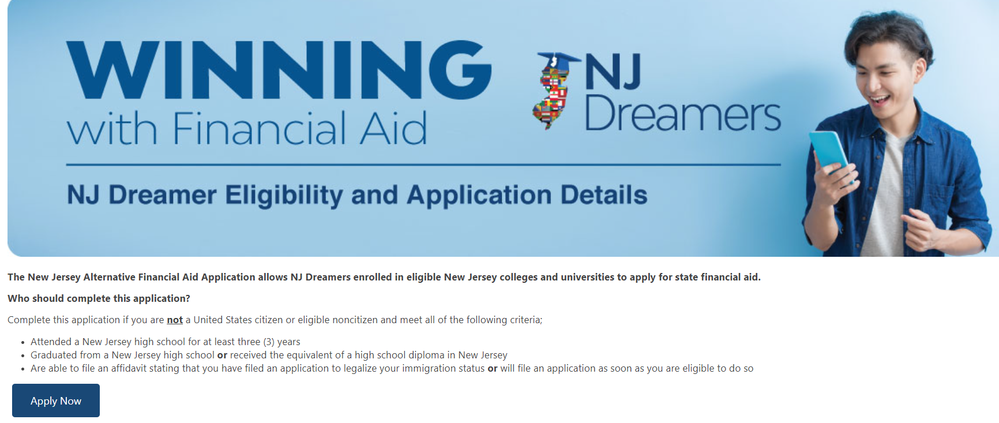 WINNING
with Financial Aid
NJ
Dreamers
NJ Dreamer Eligibility and Application Details
The New Jersey Alternative Financial Aid Application allows NJ Dreamers enrolled in eligible New Jersey colleges and universities to apply for state financial aid.
Who should complete this application?
Complete this application if you are not a United States citizen or eligible noncitizen and meet all of the following criteria;
• Attended a New Jersey high school for at least three (3) years
• Graduated from a New Jersey high school or received the equivalent of a high school diploma in New Jersey
• Are able to file an affidavit stating that you have filed an application to legalize your immigration status or will file an application as soon as you are eligible to do so
Apply Now